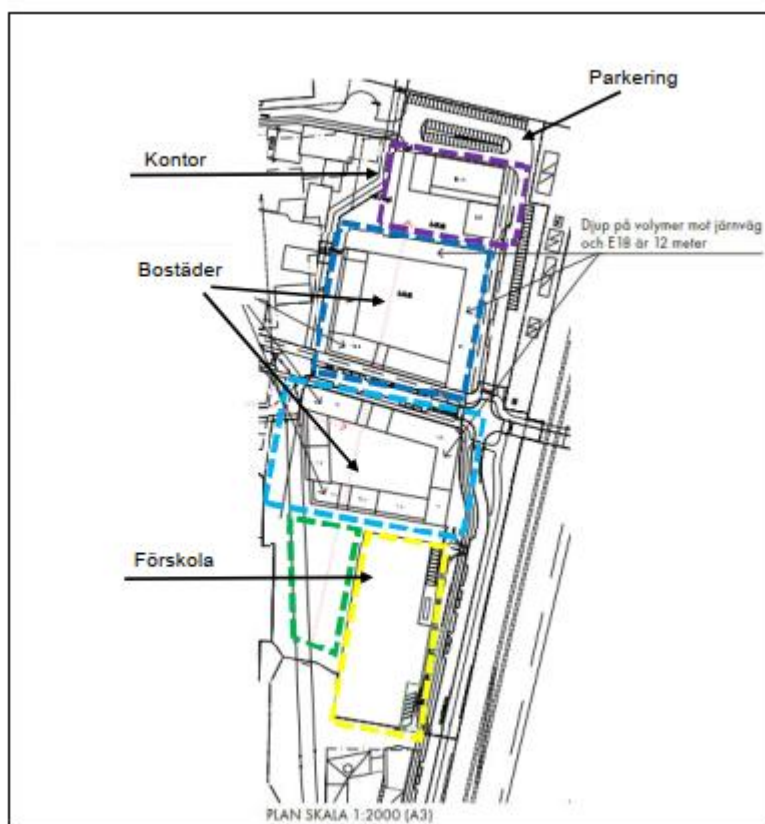 Parkering
Kontor
Djup på volymer mot järnväg
och E18 är 12 meter
Bostäder
Förskola
PLAN SKALA 1:2000 (A3)